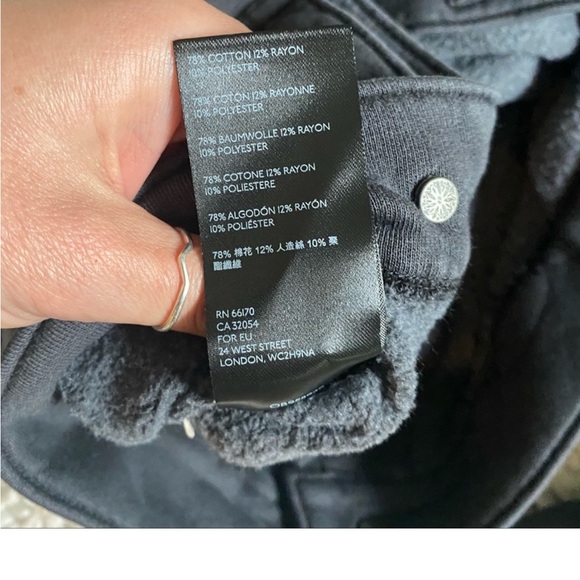 78% COTTON 12% RAYON
10% POLYESTER
78% COTON 12% RAYONNE
10% POLYESTER
78% BAUMWOLLE 12% RAYON
10% POLYESTER
78% COTONE 12% RAYON
10% POLIESTERE
78% ALGODÓN 12% RAYÓN
10% POLIÉSTER
78% 棉花 12% 人造絲 10% 聚
酯纖維
RN 66170
CA 32054
FOR EU
24 WEST STREET
LONDON, WC2H9NA